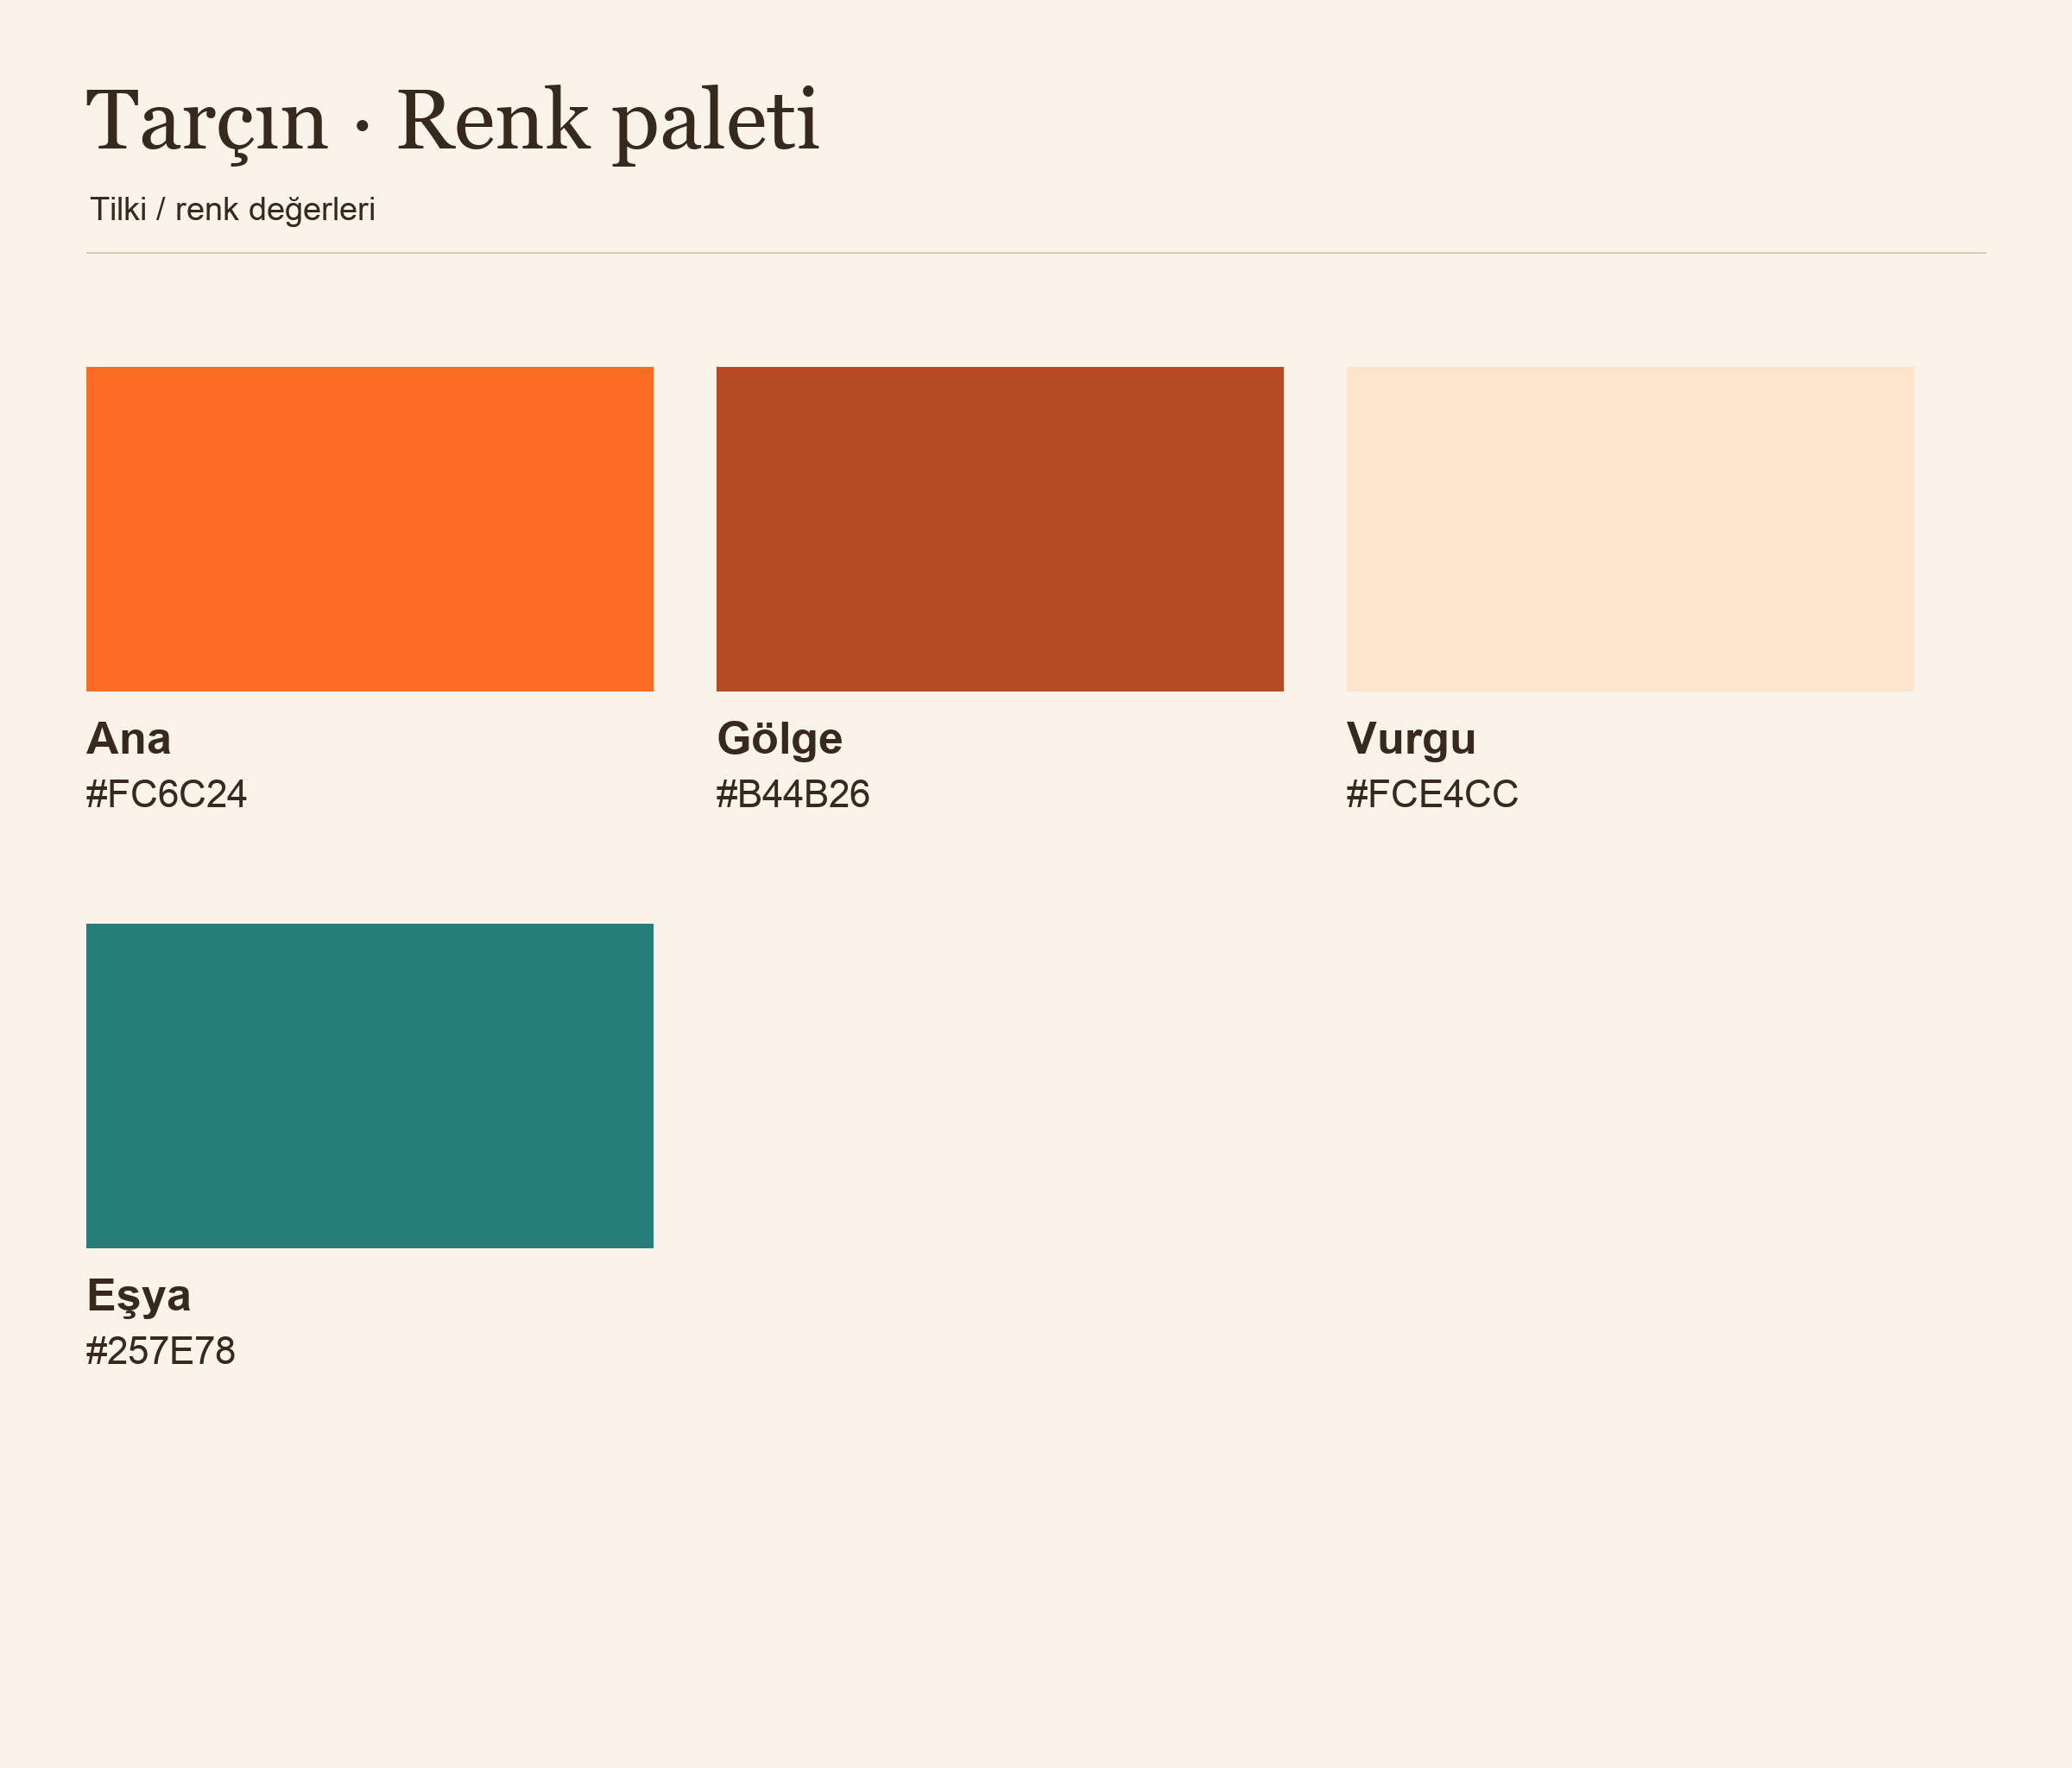 Tarçın · Renk paleti
Tilki / renk değerleri
Ana
#FC6C24
Gölge
#B44B26
Vurgu
#FCE4CC
Eşya
#257E78